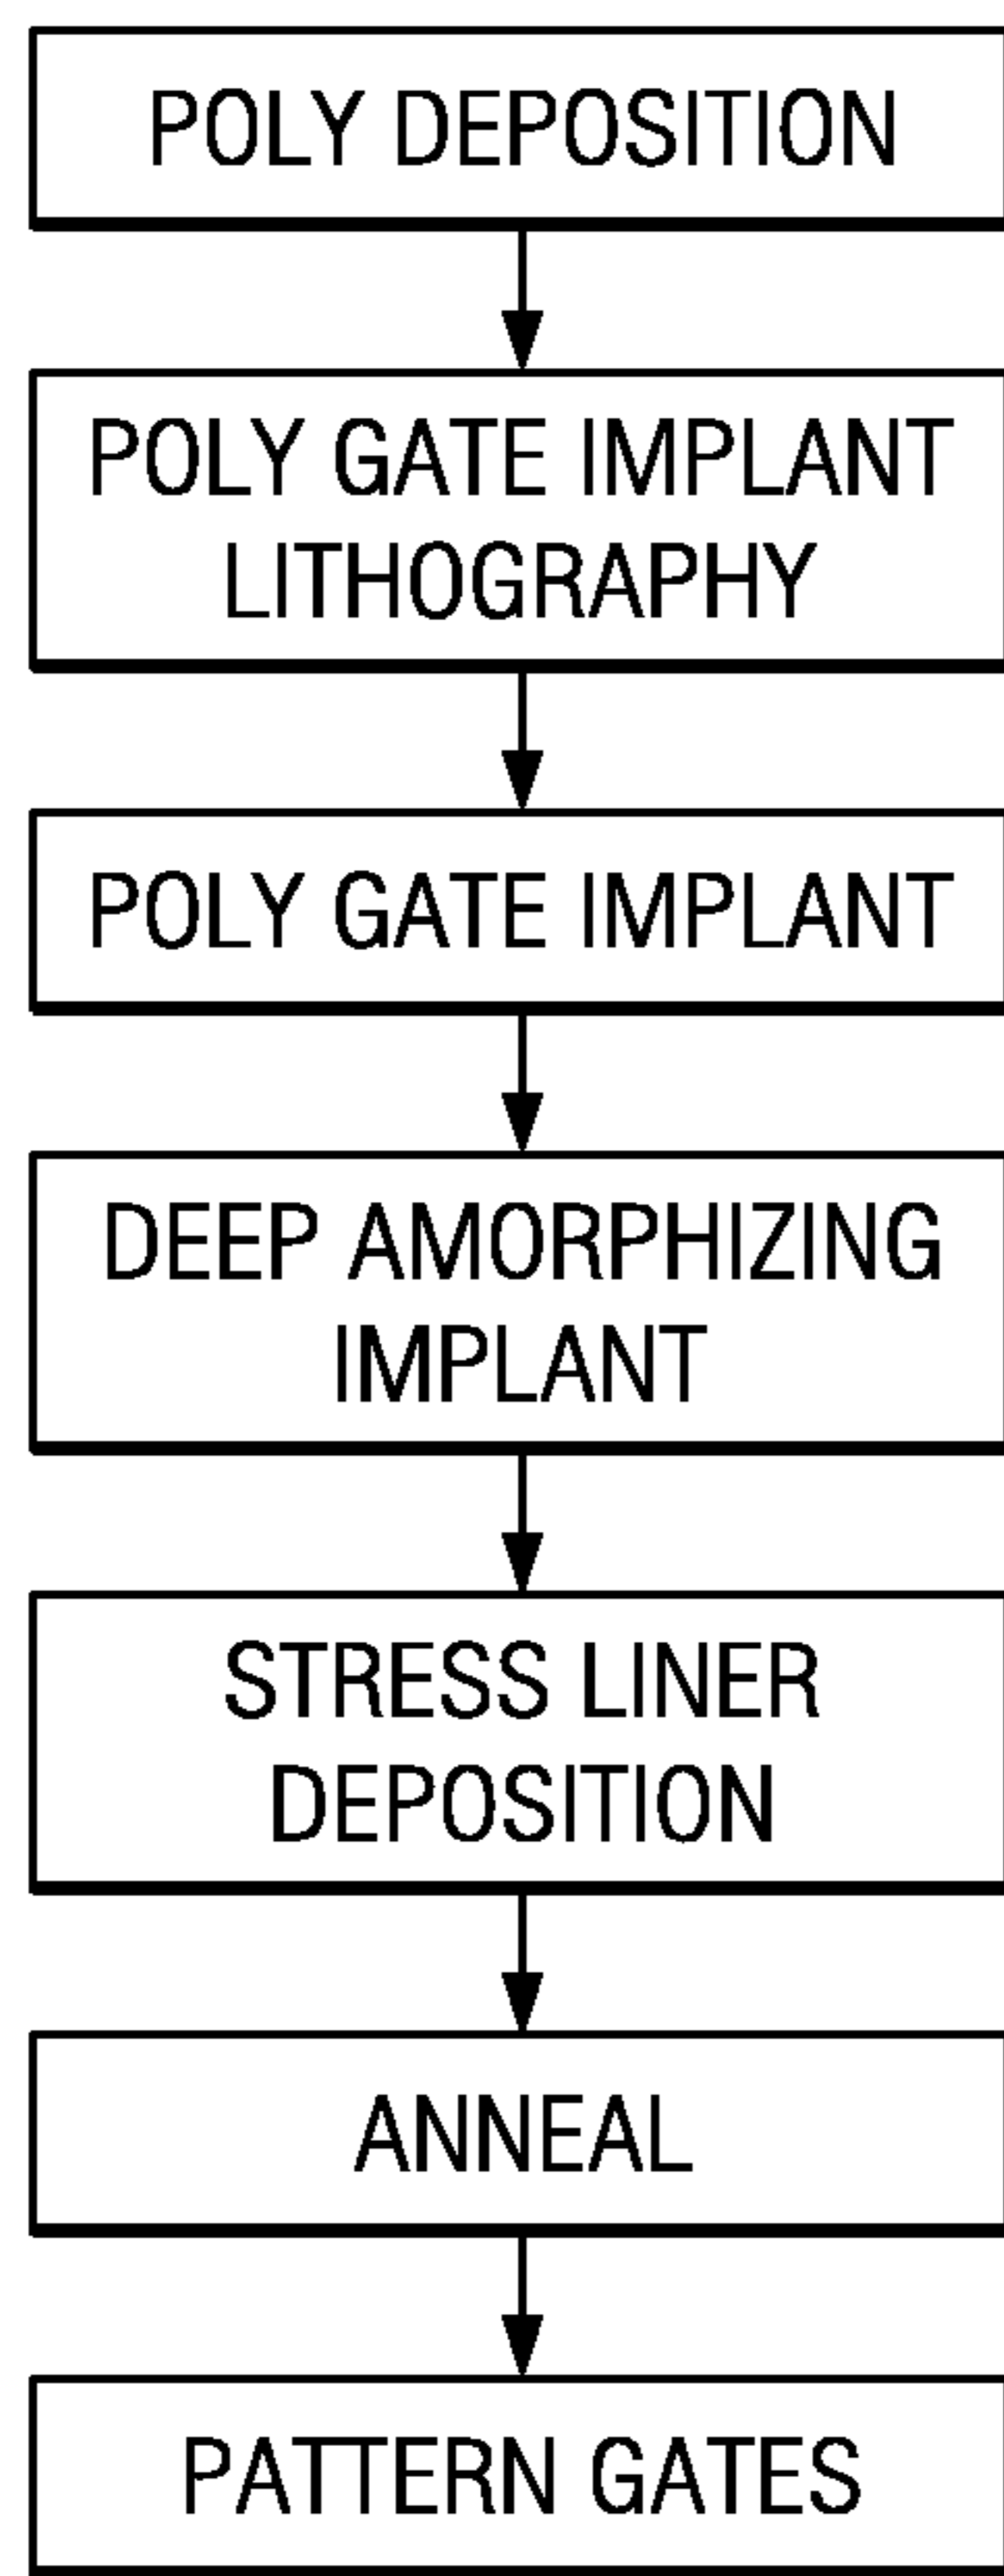 POLY DEPOSITION
POLY GATE IMPLANT
LITHOGRAPHY
POLY GATE IMPLANT
DEEP AMORPHIZING
IMPLANT
STRESS LINER
DEPOSITION
ANNEAL
PATTERN GATES